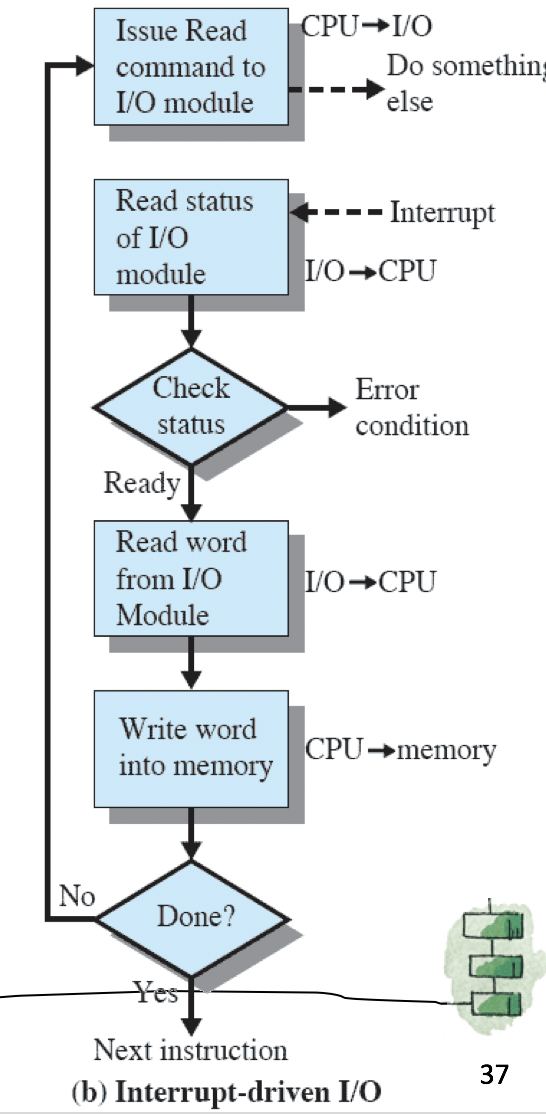 Issue Read
command to
I/O module
CPU→I/O
Do something
else
Read status
of I/O
module
Interrupt
I/O→CPU
Check
status
Error
condition
Ready
Read word
from I/O
Module
I/O→CPU
Write word
into memory
CPU→memory
No
Done?
Yes
Next instruction
(b) Interrupt-driven I/O
37